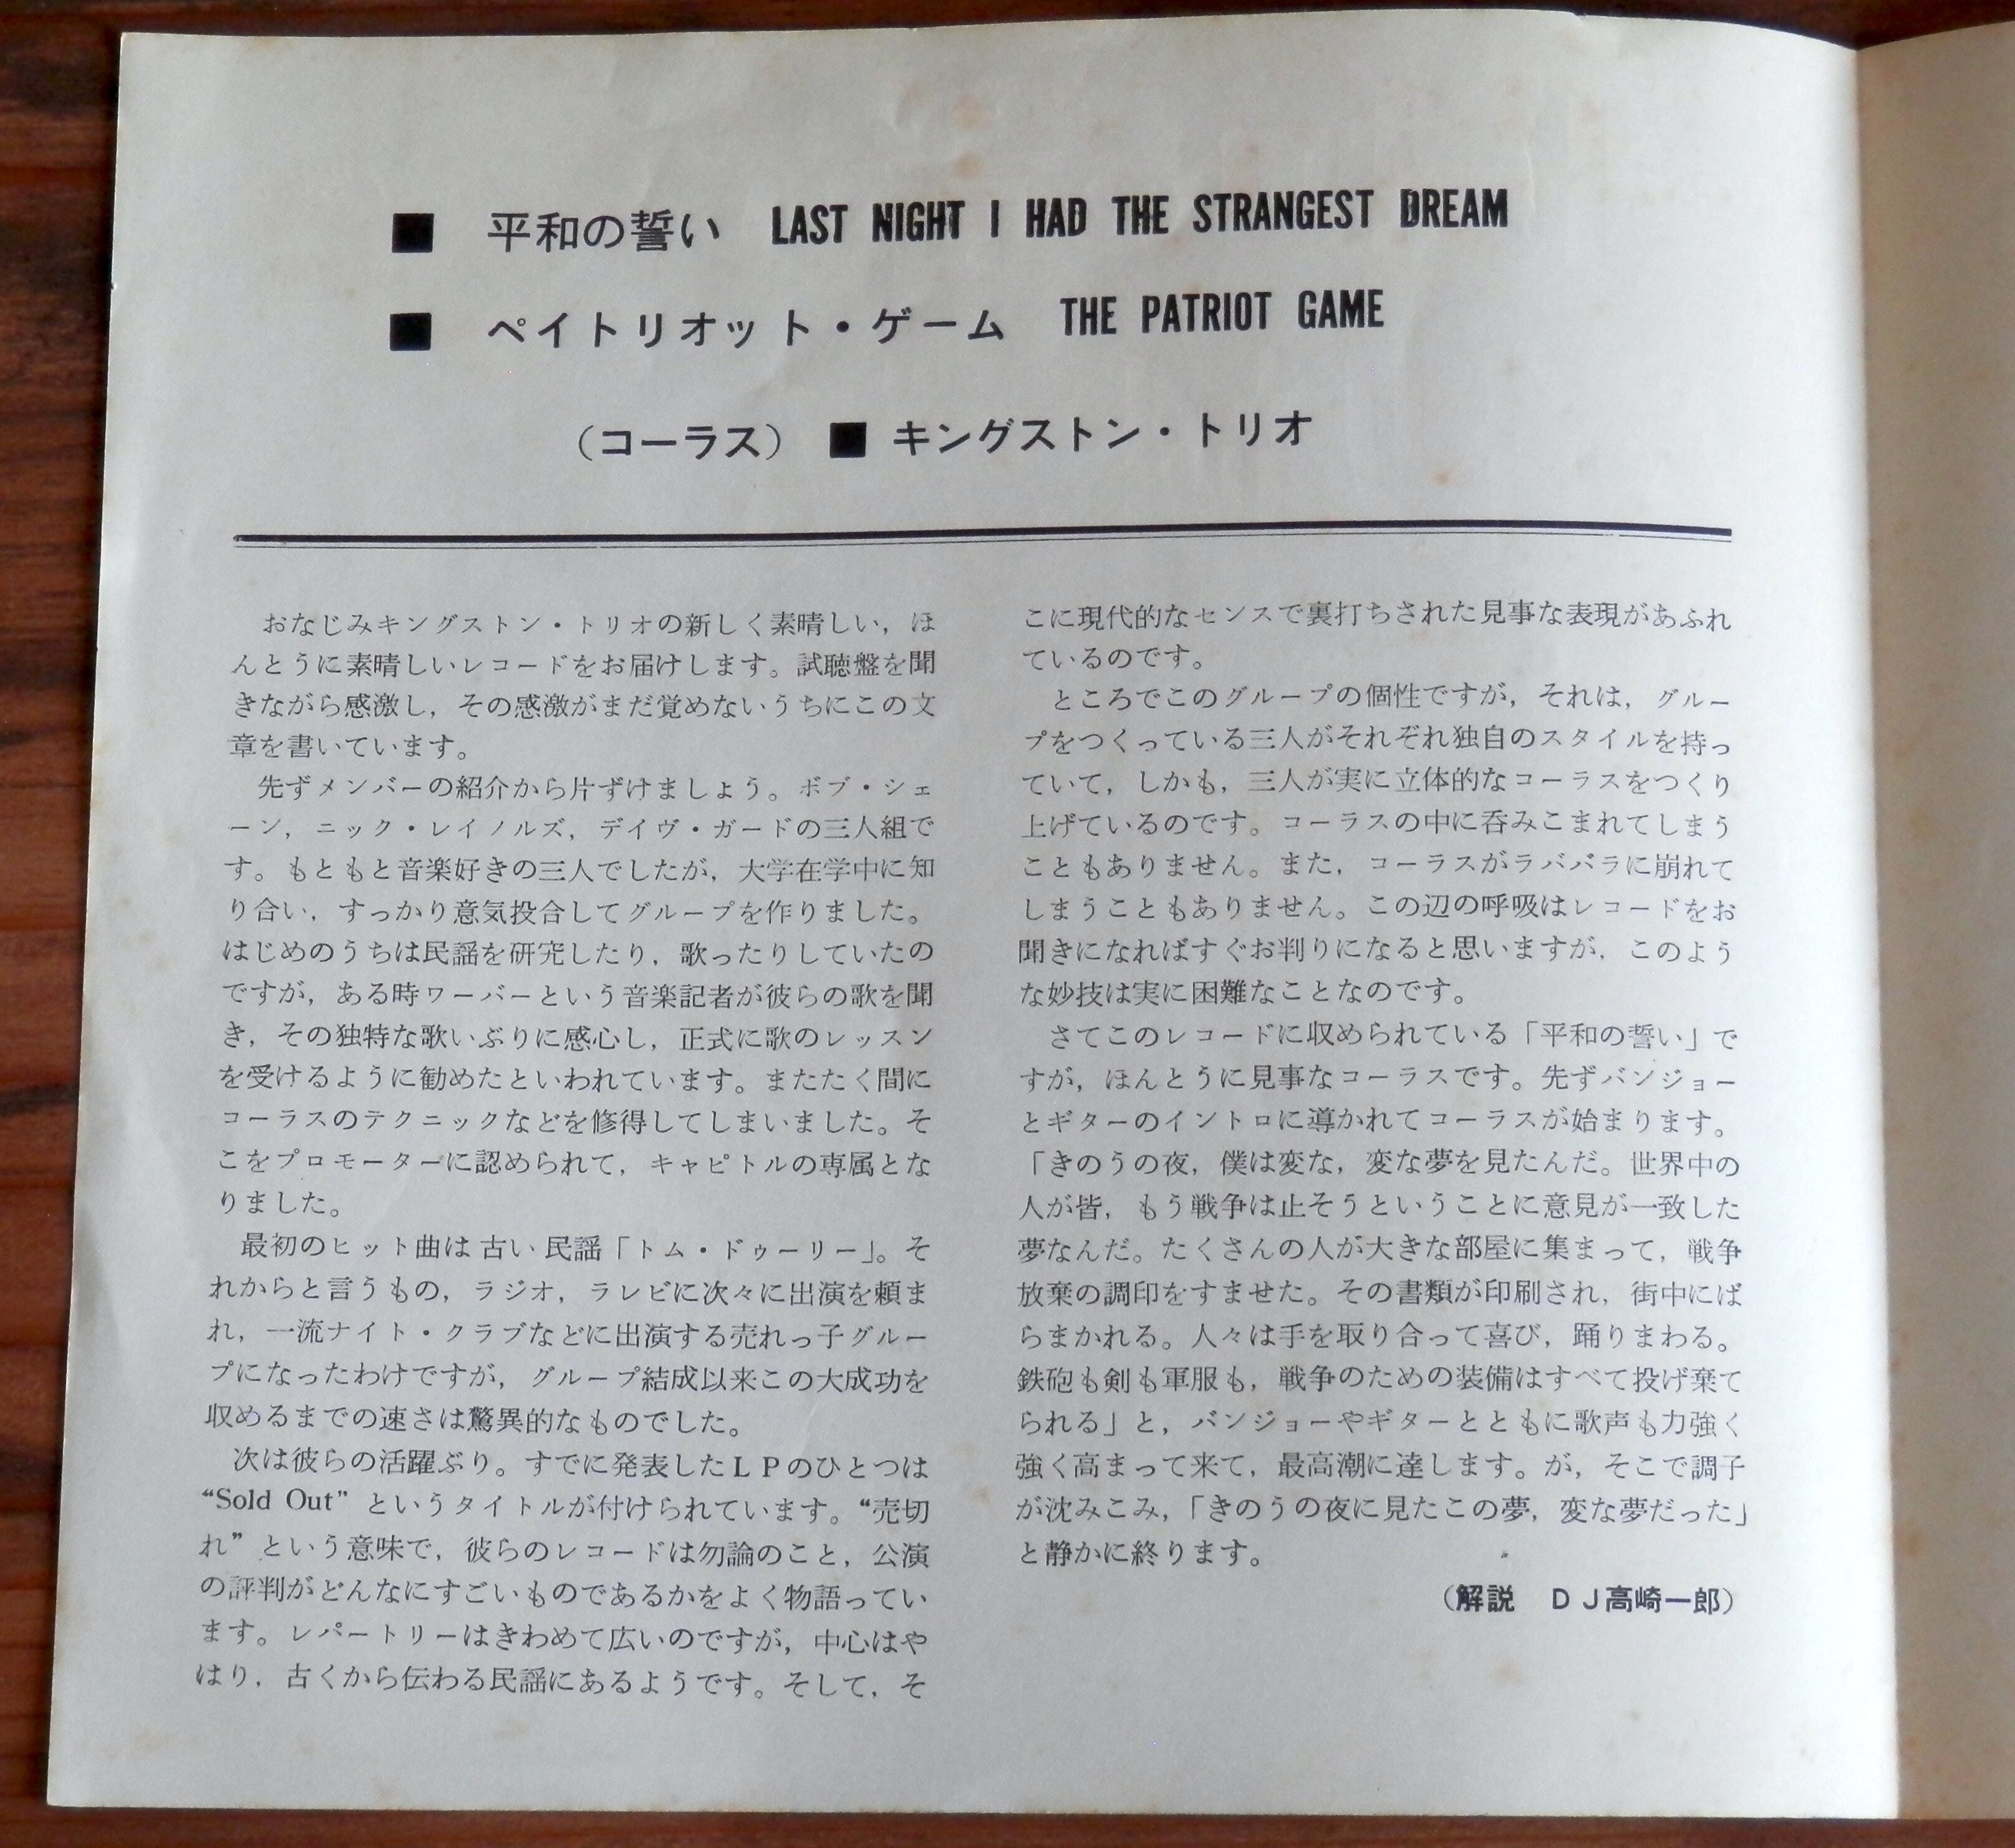 ■ 平和の誓い LAST NIGHT I HAD THE STRANGEST DREAM
■ ペイトリオット・ゲーム THE PATRIOT GAME
（コーラス） ■ キングストン・トリオ
おなじみキングストン・トリオの新しく素晴しい，ほ
んとうに素晴しいレコードをお届けします。試聴盤を聞
きながら感激し，その感激がまだ覚めないうちにこの文
章を書いています。
先ずメンバーの紹介から片ずけましょう。ボブ・シェ
ーン，ニック・レイノルズ，デイヴ・ガードの三人組で
す。もともと音楽好きの三人でしたが，大学在学中に知
り合い，すっかり意気投合してグループを作りました。
はじめのうちは民謡を研究したり，歌ったりしていたの
ですが，ある時ワーバーという音楽記者が彼らの歌を聞
き，その独特な歌いぶりに感心し，正式に歌のレッスン
を受けるように勧めたといわれています。またたく間に
コーラスのテクニックなどを修得してしまいました。そ
こをプロモーターに認められて，キャピトルの専属とな
りました。
最初のヒット曲は古い民謡「トム・ドゥーリー」。そ
れからと言うもの，ラジオ，ラレビに次々に出演を頼ま
れ，一流ナイト・クラブなどに出演する売れっ子グルー
プになったわけですが，グループ結成以来この大成功を
収めるまでの速さは驚異的なものでした。
次は彼らの活躍ぶり。すでに発表したＬＰのひとつは
“Sold Out” というタイトルが付けられています。“売切
れ” という意味で，彼らのレコードは勿論のこと，公演
の評判がどんなにすごいものであるかをよく物語ってい
ます。レパートリーはきわめて広いのですが，中心はや
はり，古くから伝わる民謡にあるようです。そして，そ
こに現代的なセンスで裏打ちされた見事な表現があふれ
ているのです。
ところでこのグループの個性ですが，それは，グルー
プをつくっている三人がそれぞれ独自のスタイルを持っ
ていて，しかも，三人が実に立体的なコーラスをつくり
上げているのです。コーラスの中に呑みこまれてしまう
こともありません。また，コーラスがラババラに崩れて
しまうこともありません。この辺の呼吸はレコードをお
聞きになればすぐお判りになると思いますが，このよう
な妙技は実に困難なことなのです。
さてこのレコードに収められている「平和の誓い」で
すが，ほんとうに見事なコーラスです。先ずバンジョー
とギターのイントロに導かれてコーラスが始まります。
「きのうの夜，僕は変な，変な夢を見たんだ。世界中の
人が皆，もう戦争は止そうということに意見が一致した
夢なんだ。たくさんの人が大きな部屋に集まって，戦争
放棄の調印をすませた。その書類が印刷され，街中にば
らまかれる。人々は手を取り合って喜び，踊りまわる。
鉄砲も剣も軍服も，戦争のための装備はすべて投げ棄て
られる」と，バンジョーやギターとともに歌声も力強く
強く高まって来て，最高潮に達します。が，そこで調子
が沈みこみ，「きのうの夜に見たこの夢，変な夢だった」
と静かに終ります。
（解説 ＤＪ高崎一郎）